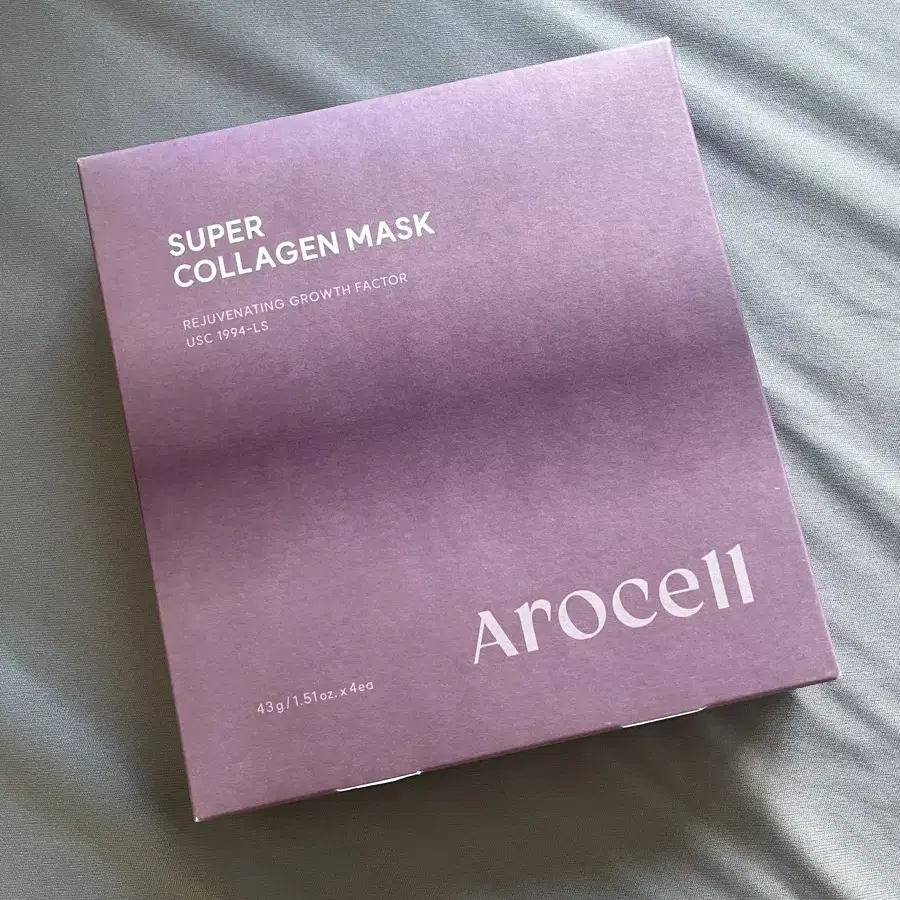 SUPER
COLLAGEN MASK
REJUVENATING GROWTH FACTOR
USC 1994-LS
Arocell
43g/1.51oz.x4ea